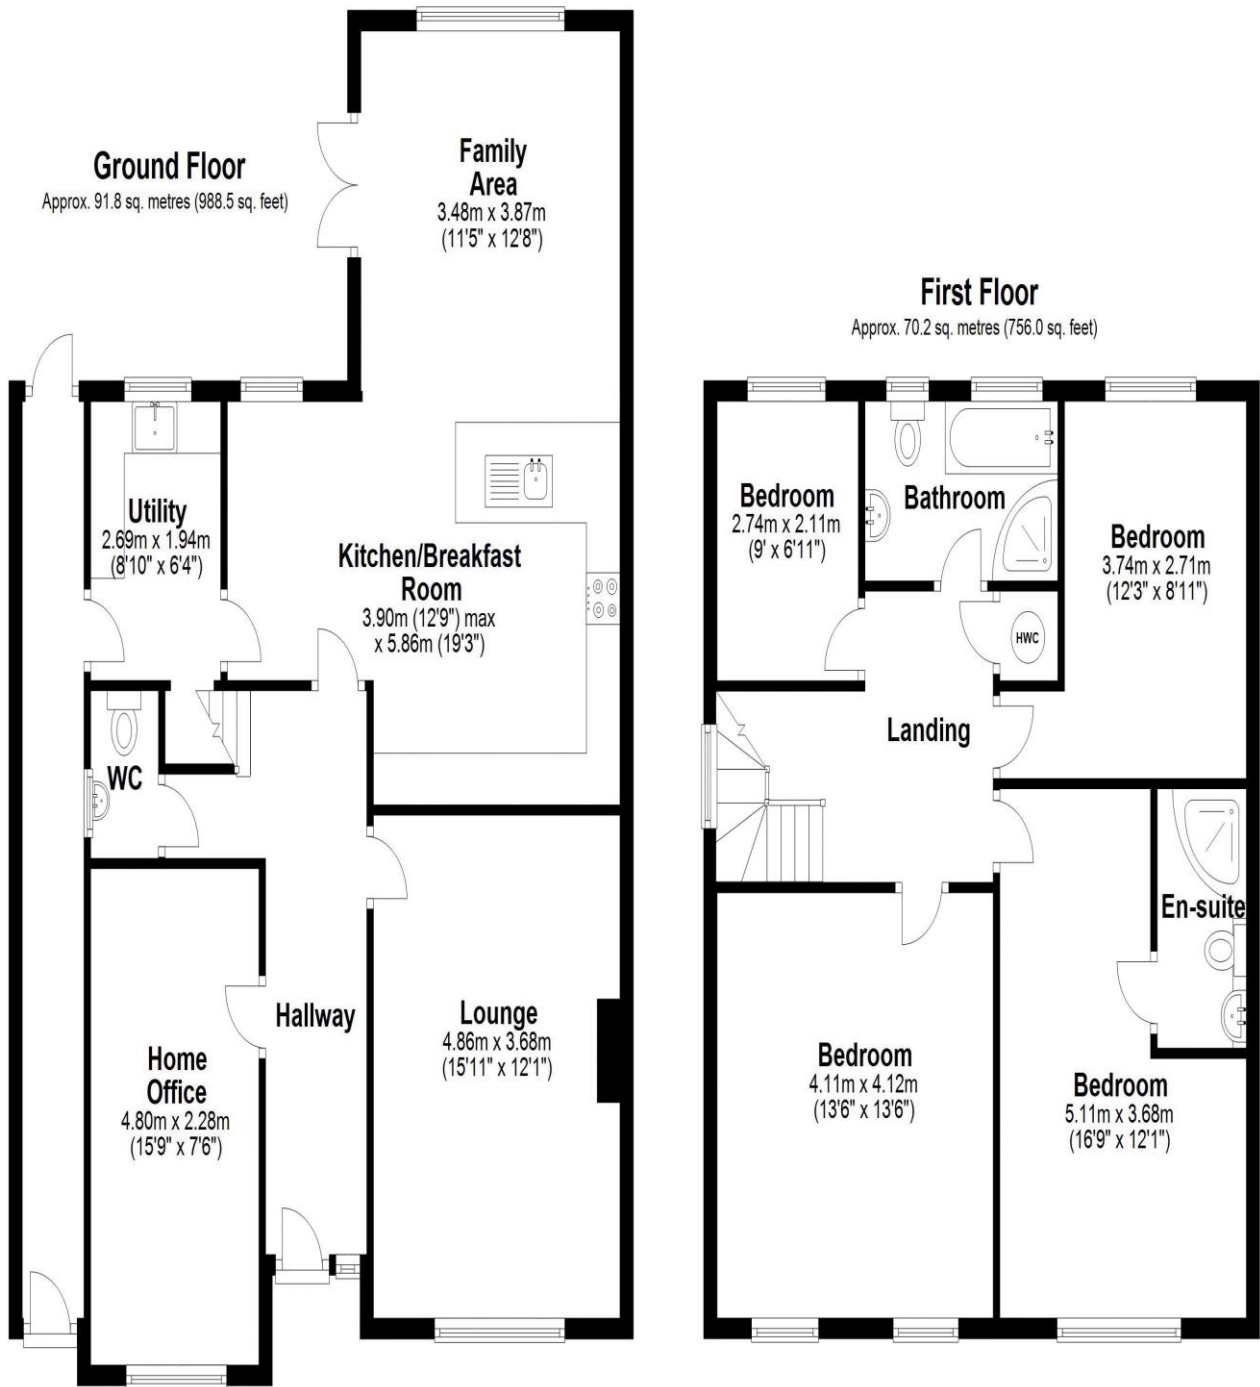 Ground Floor
Approx. 91.8 sq. metres (988.5 sq. feet)
Family
Area
3.48m x 3.87m
(11'5" x 12'8")
Utility
2.69m x 1.94m
(8'10" x 6'4")
Kitchen/Breakfast
Room
3.90m (12'9") max
x 5.86m (19'3")
WC
Hallway
Lounge
4.86m x 3.68m
(15'11" x 12'1")
Home
Office
4.80m x 2.28m
(15'9" x 7'6")
First Floor
Approx. 70.2 sq. metres (756.0 sq. feet)
Bedroom
2.74m x 2.11m
(9' x 6'11")
Bathroom
Bedroom
3.74m x 2.71m
(12'3" x 8'11")
HWC
Landing
En-suite
Bedroom
4.11m x 4.12m
(13'6" x 13'6")
Bedroom
5.11m x 3.68m
(16'9" x 12'1")